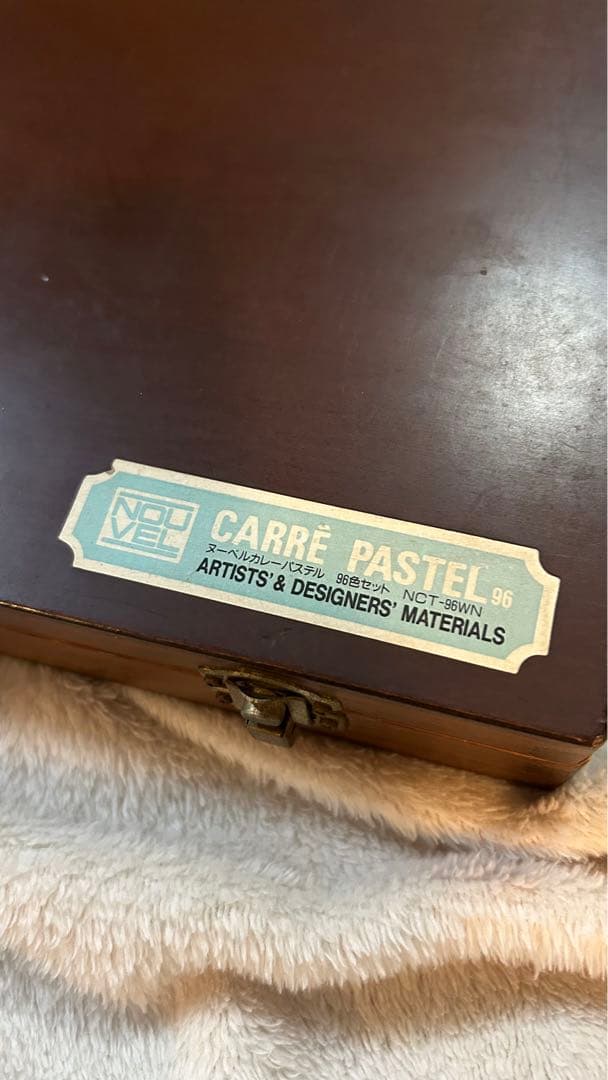 NOU
VEL
CARRĔ PASTEL 96
ヌーベルカレーパステル 96色セット NCT-96WN
ARTISTS' & DESIGNERS' MATERIALS